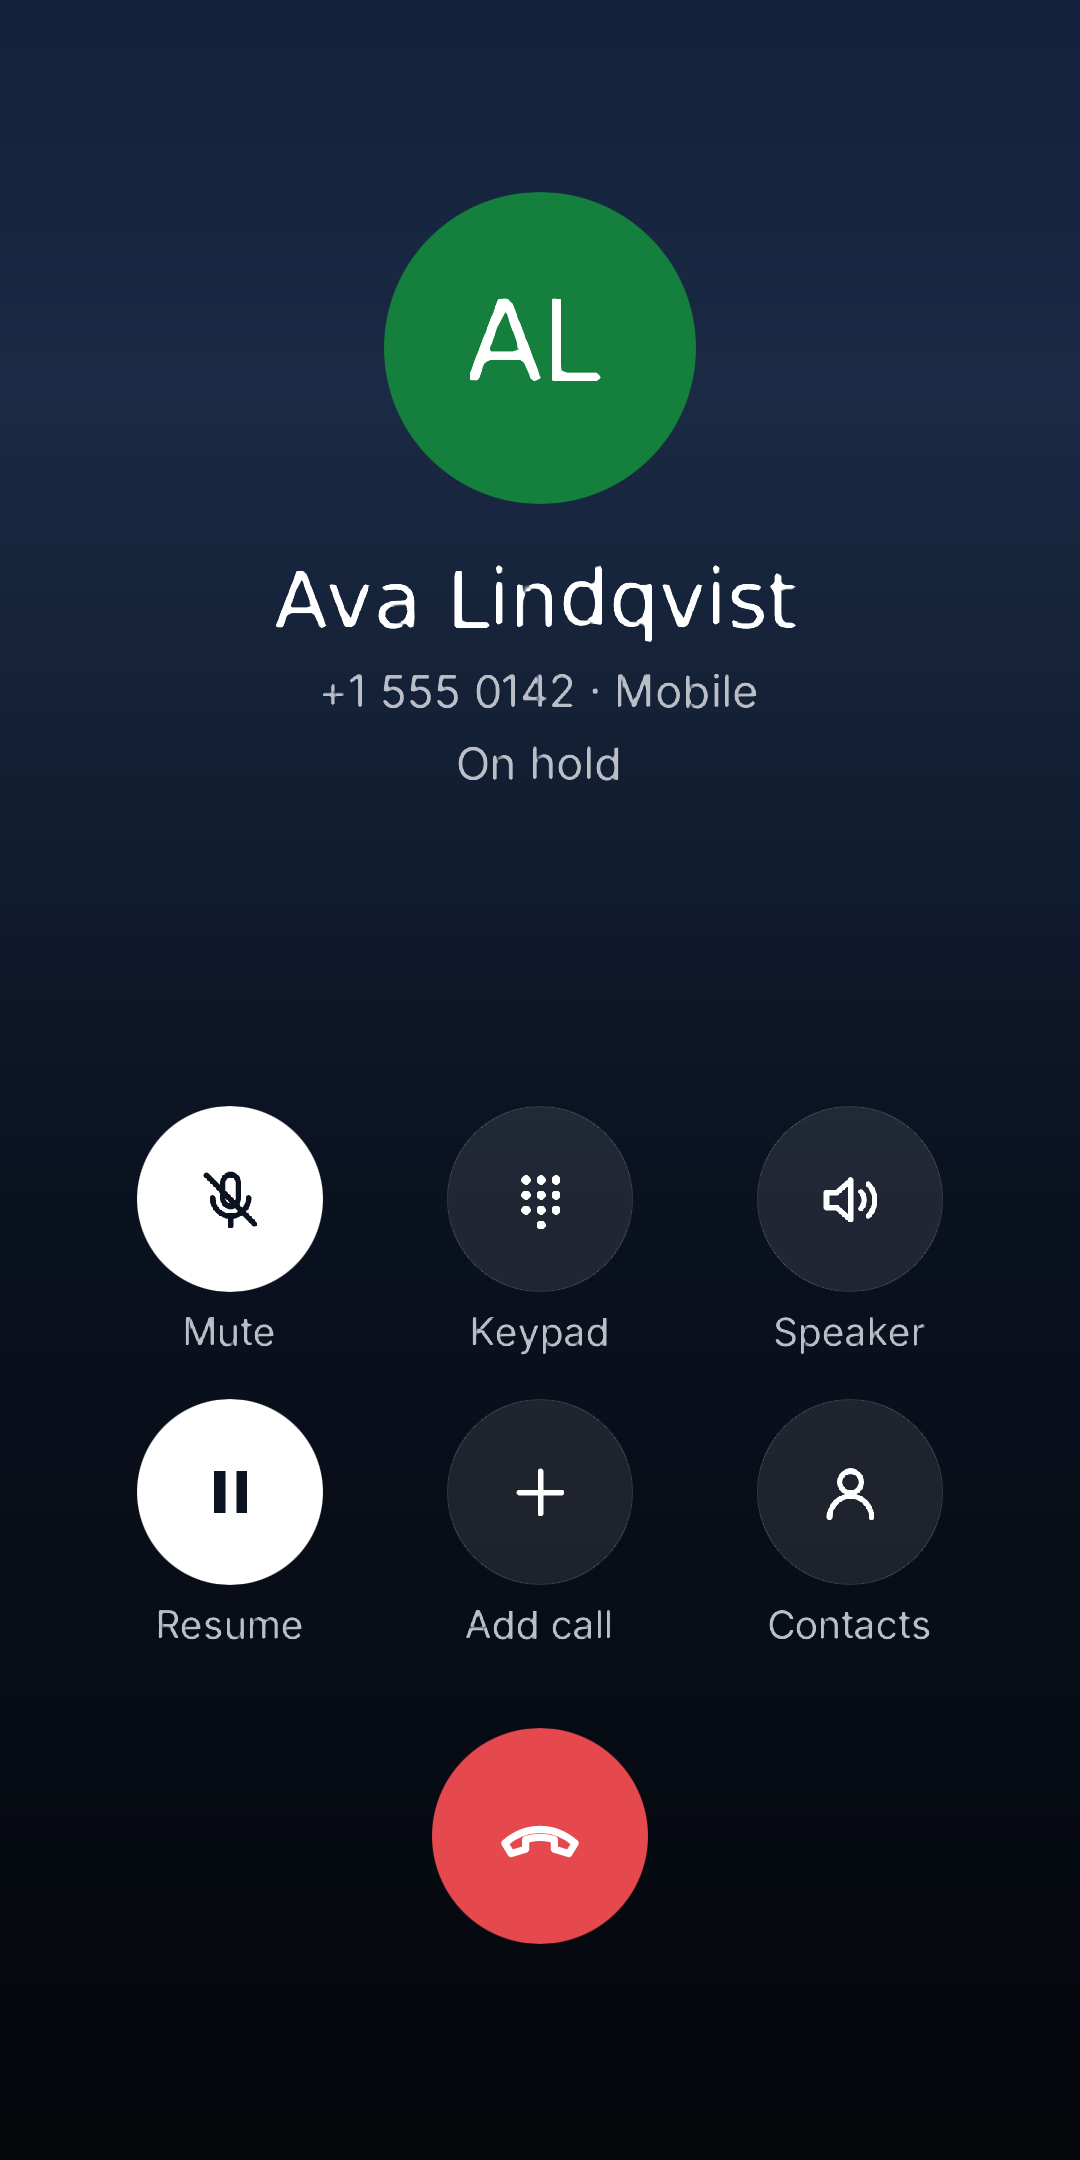 AL
Ava Lindqvist
+1 555 0142 · Mobile
On hold
Mute
Keypad
Speaker
Resume
Add call
Contacts